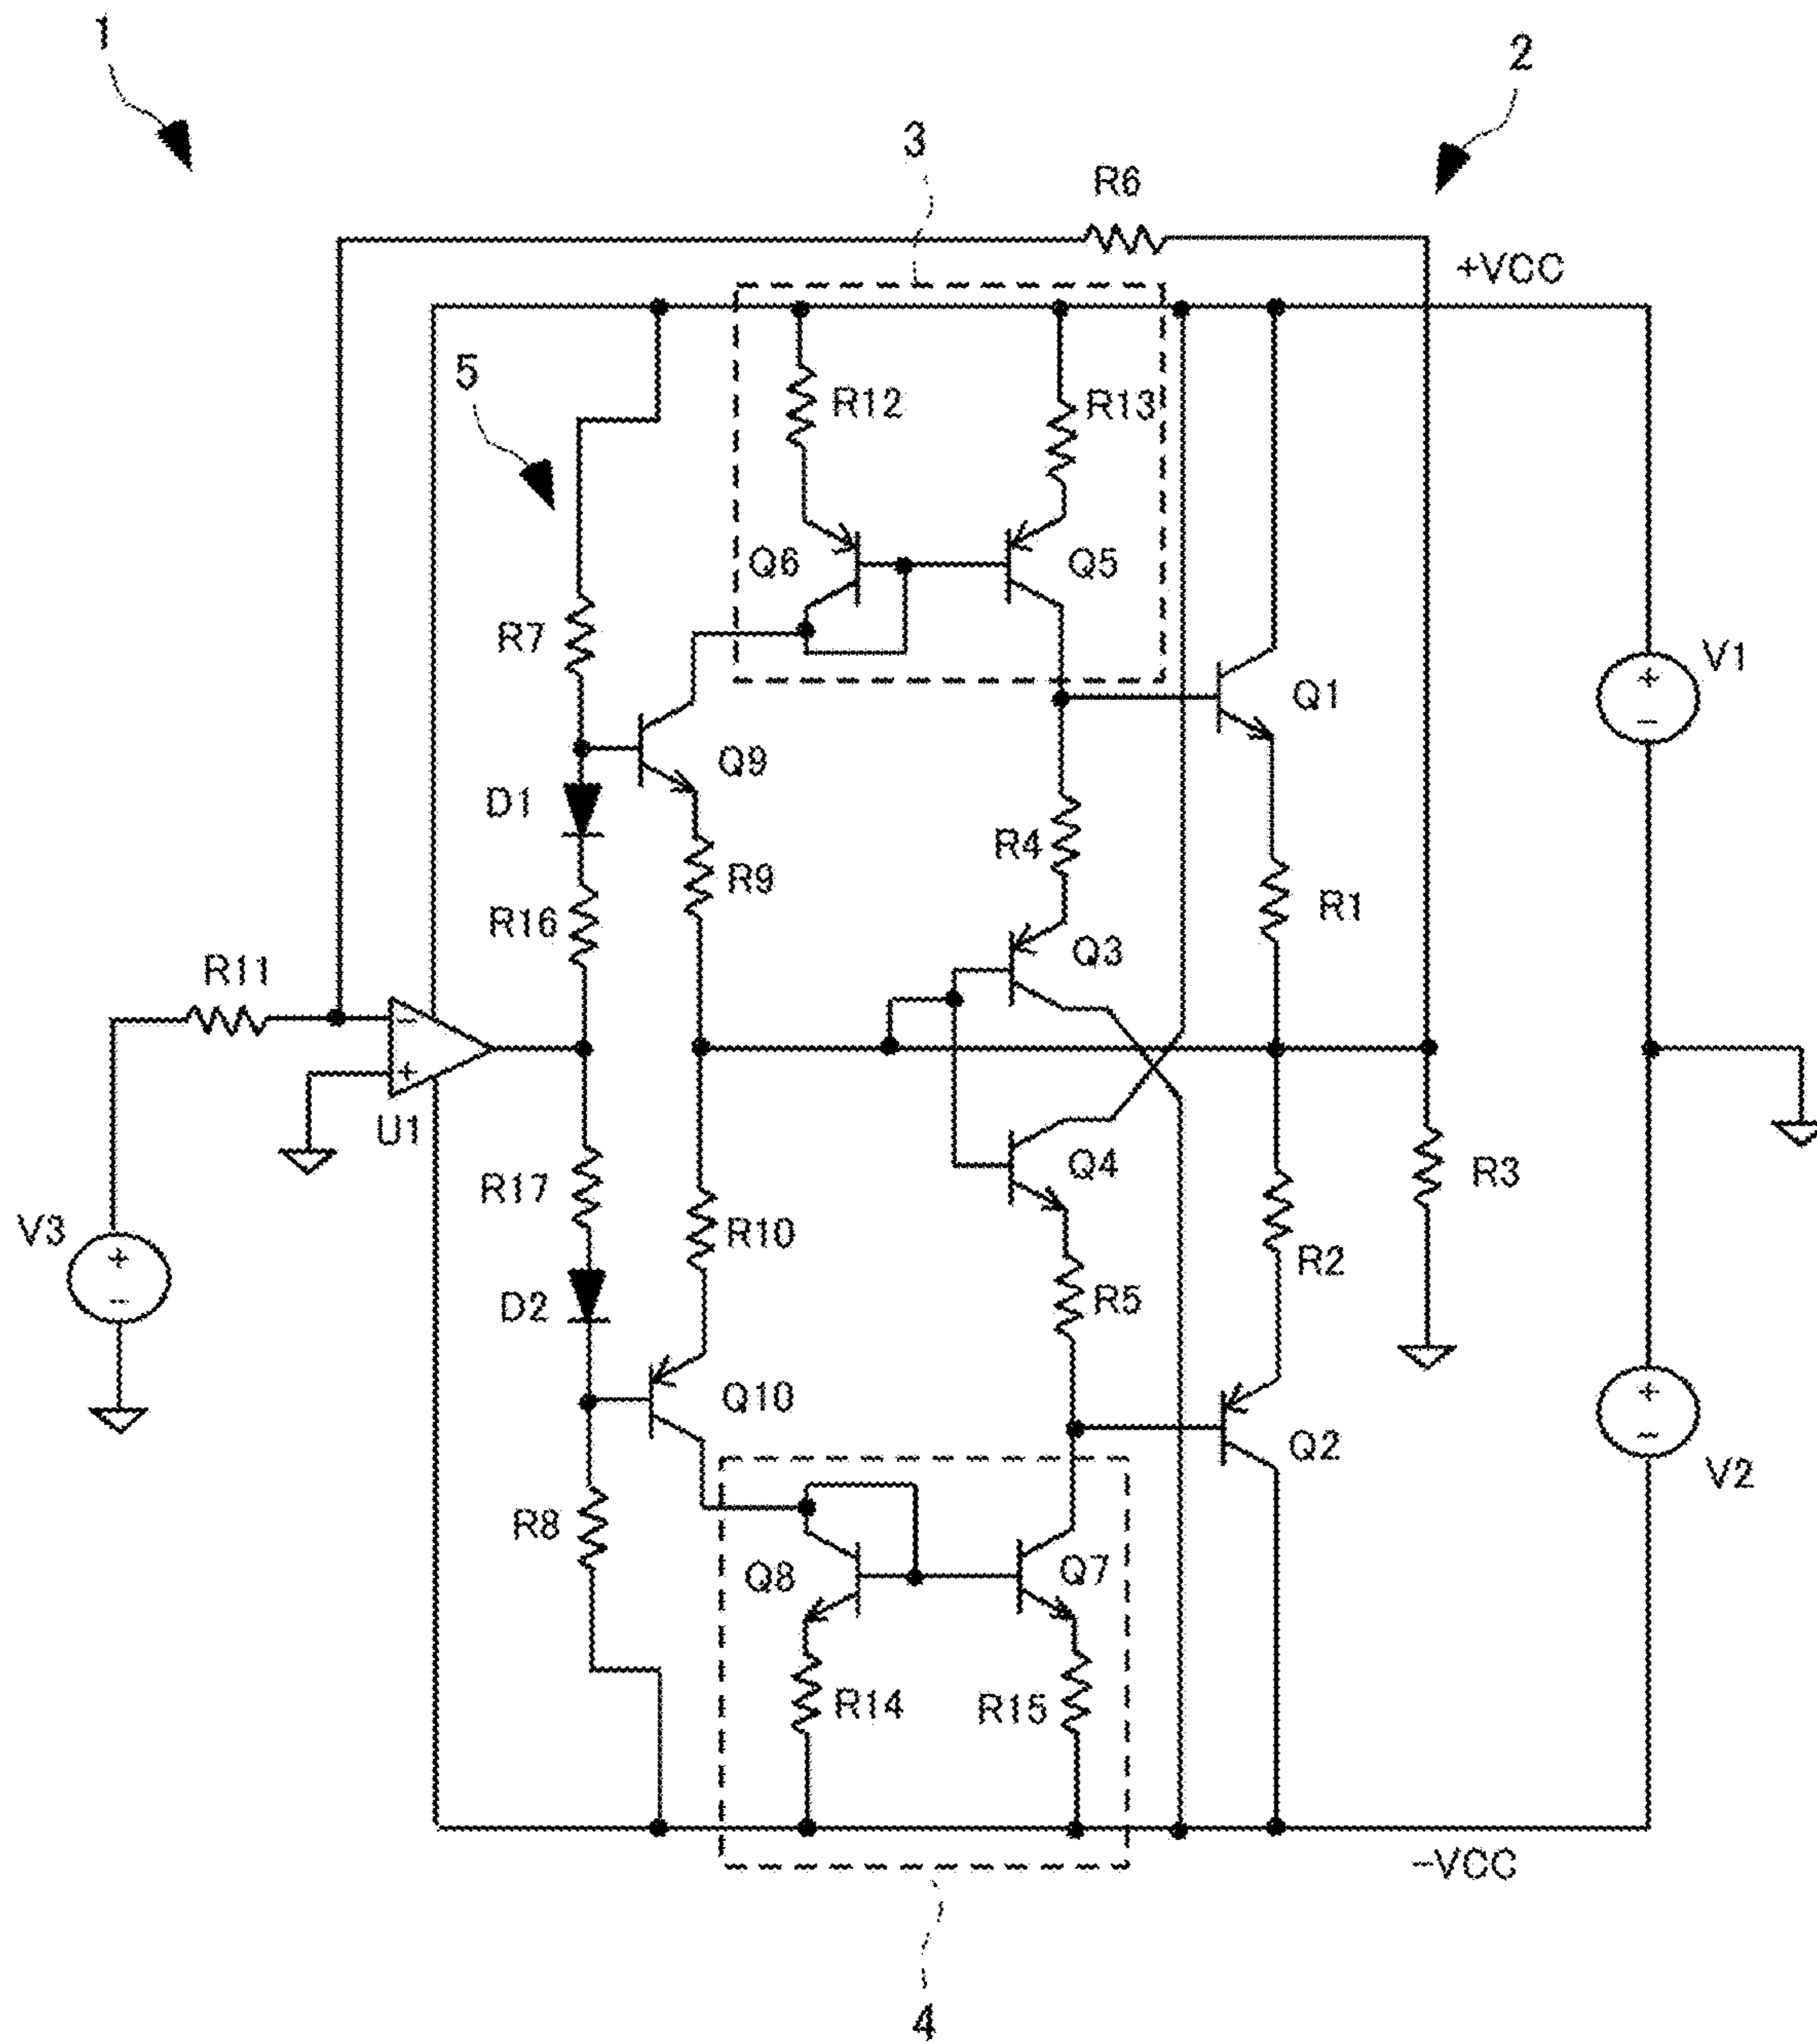 1
2
3
R6
+VCC
5
R12
R13
Q6
Q5
R7
V1
Q1
Q9
D1
R4
R9
R1
R16
Q3
R11
−
+
U1
Q4
R17
R3
V3
R10
R2
D2
R5
Q10
Q2
V2
R8
Q8
Q7
R14
R15
−VCC
4
+
−
+
−
+
−